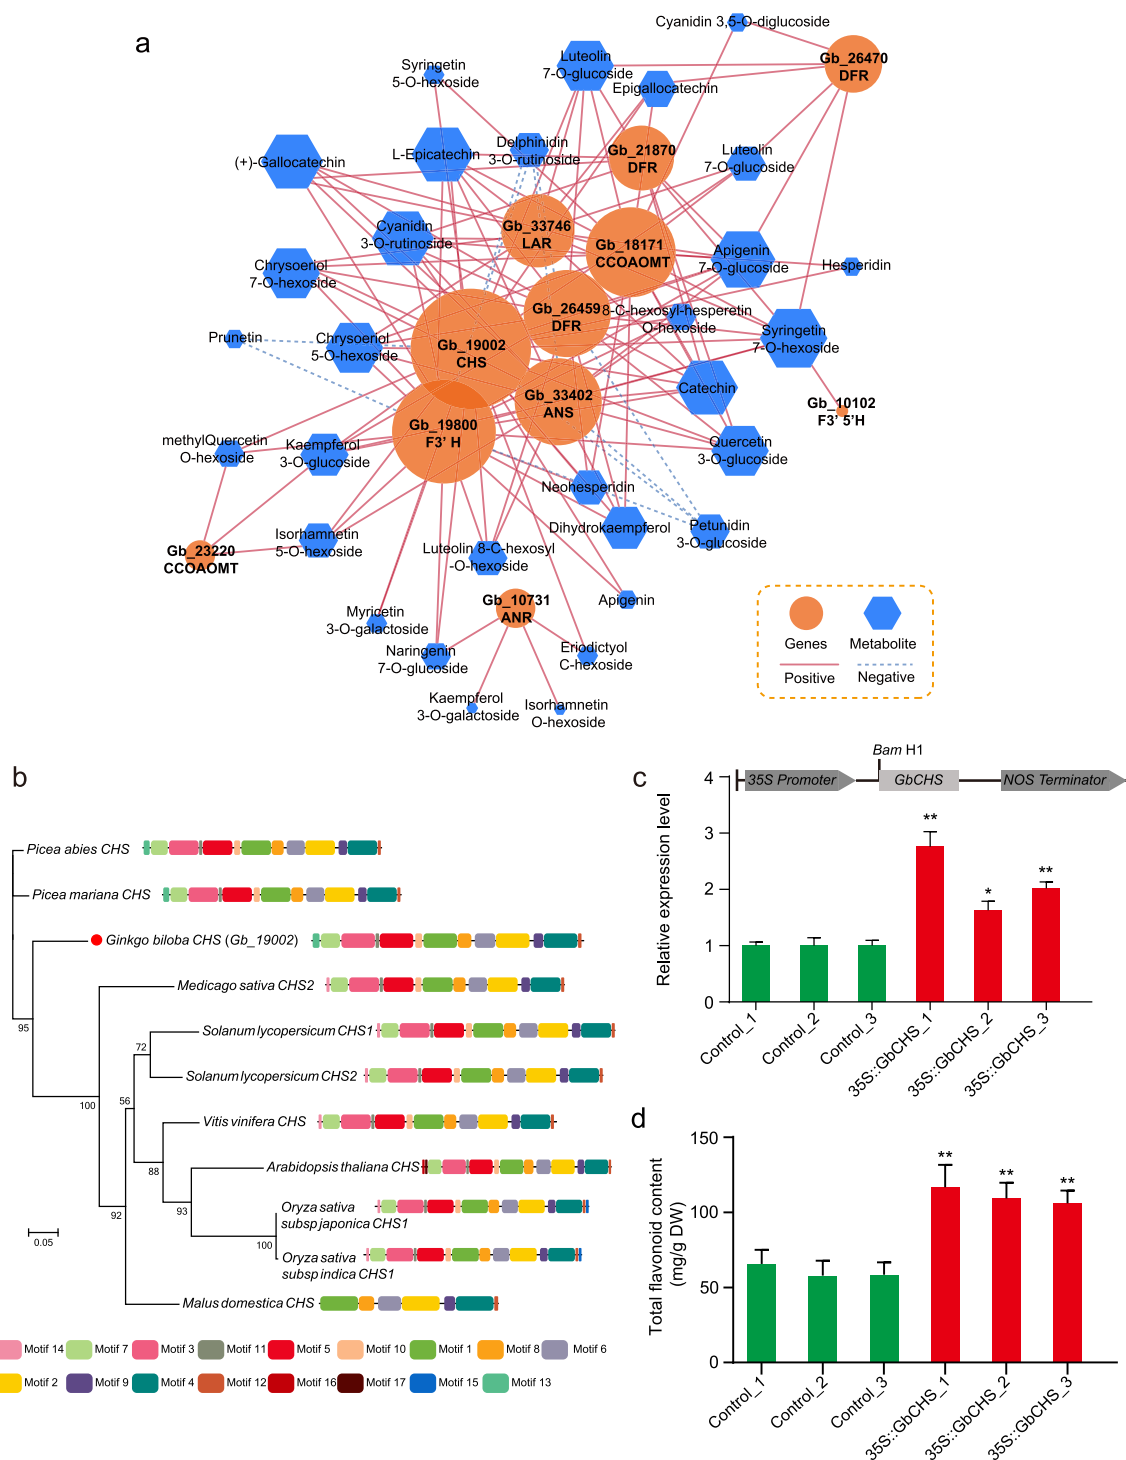 a
Cyanidin 3,5-O-diglucoside
Gb_26470
DFR
Luteolin
7-O-glucoside
Syringetin
5-O-hexoside
Epigallocatechin
(+)-Gallocatechin
L-Epicatechin
Delphinidin
3-O-rutinoside
Gb_21870
DFR
Luteolin
7-O-glucoside
Cyanidin
3-O-rutinoside
Gb_33746
LAR
Gb_18171
CCOAOMT
Apigenin
7-O-glucoside
Hesperidin
Chrysoeriol
7-O-hexoside
Gb_26459
DFR
8-C-hexosyl-hesperetin
O-hexoside
Syringetin
7-O-hexoside
Prunetin
Chrysoeriol
5-O-hexoside
Gb_19002
CHS
Gb_33402
ANS
Catechin
Gb_10102
F3' 5'H
Gb_19800
F3' H
methylQuercetin
O-hexoside
Kaempferol
3-O-glucoside
Quercetin
3-O-glucoside
Neohesperidin
Isorhamnetin
5-O-hexoside
Dihydrokaempferol
Petunidin
3-O-glucoside
Gb_23220
CCOAOMT
Luteolin 8-C-hexosyl
-O-hexoside
Gb_10731
ANR
Apigenin
Myricetin
3-O-galactoside
Naringenin
7-O-glucoside
Eriodictyol
C-hexoside
Kaempferol
3-O-galactoside
Isorhamnetin
O-hexoside
Genes
Metabolite
Positive
Negative
b
Picea abies CHS
Picea mariana CHS
Ginkgo biloba CHS (Gb_19002)
Medicago sativa CHS2
Solanum lycopersicum CHS1
Solanum lycopersicum CHS2
Vitis vinifera CHS
Arabidopsis thaliana CHS
Oryza sativa
subsp japonica CHS1
Oryza sativa
subsp indica CHS1
Malus domestica CHS
95
100
72
56
88
93
92
100
0.05
Motif 14 Motif 7 Motif 3 Motif 11 Motif 5 Motif 10 Motif 1 Motif 8 Motif 6
Motif 2 Motif 9 Motif 4 Motif 12 Motif 16 Motif 17 Motif 15 Motif 13
c
Bam H1
35S Promoter
GbCHS
NOS Terminator
Relative expression level
4
3
2
1
0
**
*
**
Control_1
Control_2
Control_3
35S::GbCHS_1
35S::GbCHS_2
35S::GbCHS_3
d
Total flavonoid content
(mg/g DW)
150
100
50
0
**
**
**
Control_1
Control_2
Control_3
35S::GbCHS_1
35S::GbCHS_2
35S::GbCHS_3